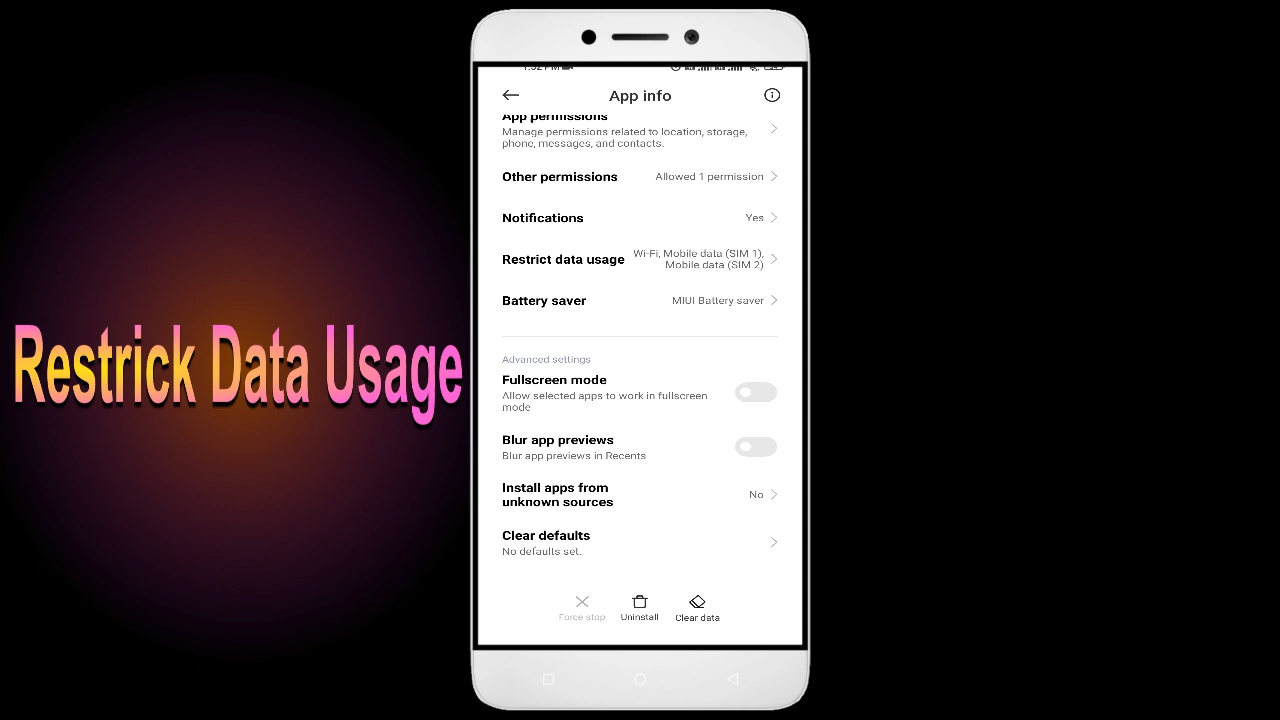 Restrick Data Usage
App info
App permissions
Manage permissions related to location, storage,
phone, messages, and contacts.
Other permissions
Allowed 1 permission
Notifications
Yes
Restrict data usage
Wi-Fi, Mobile data (SIM 1),
Mobile data (SIM 2)
Battery saver
MIUI Battery saver
Advanced settings
Fullscreen mode
Allow selected apps to work in fullscreen
mode
Blur app previews
Blur app previews in Recents
Install apps from
unknown sources
No
Clear defaults
No defaults set.
Force stop
Uninstall
Clear data